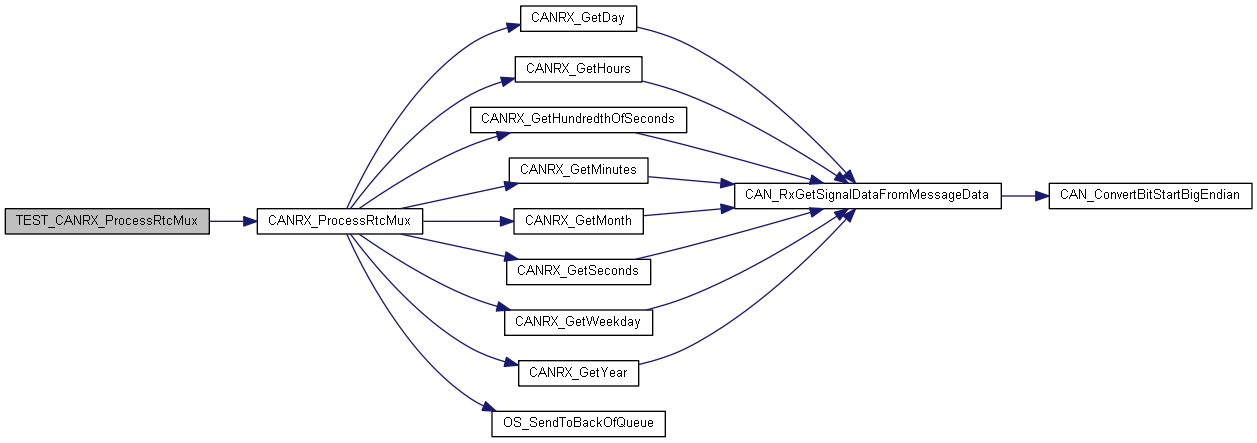 TEST_CANRX_ProcessRtcMux
CANRX_ProcessRtcMux
CANRX_GetDay
CANRX_GetHours
CANRX_GetHundredthOfSeconds
CANRX_GetMinutes
CANRX_GetMonth
CANRX_GetSeconds
CANRX_GetWeekday
CANRX_GetYear
OS_SendToBackOfQueue
CAN_RxGetSignalDataFromMessageData
CAN_ConvertBitStartBigEndian